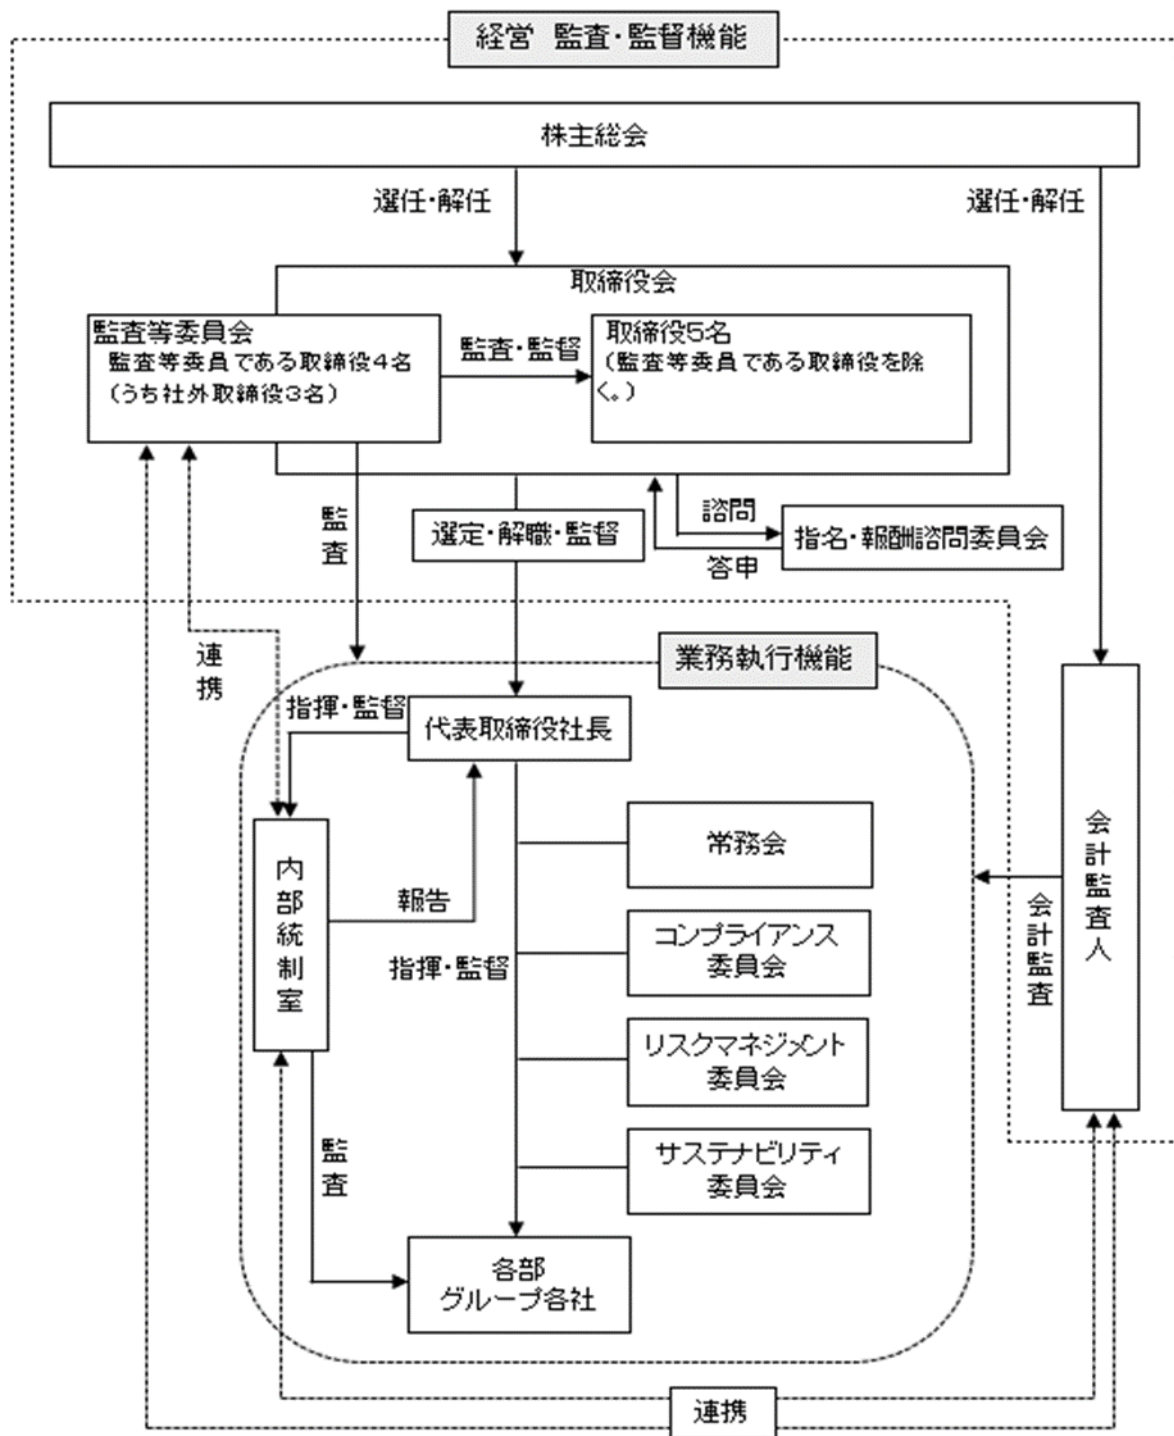 経営 監査・監督機能
株主総会
選任・解任
選任・解任
取締役会
監査等委員会
監査等委員である取締役4名
(うち社外取締役3名)
監査・監督
取締役5名
(監査等委員である取締役を除
く。)
監査
選定・解職・監督
諮問
答申
指名・報酬諮問委員会
連携
業務執行機能
指揮・監督
代表取締役社長
内部統制室
報告
指揮・監督
常務会
コンプライアンス
委員会
リスクマネジメント
委員会
サステナビリティ
委員会
会計監査
会計監査人
監査
各部
グループ各社
連携